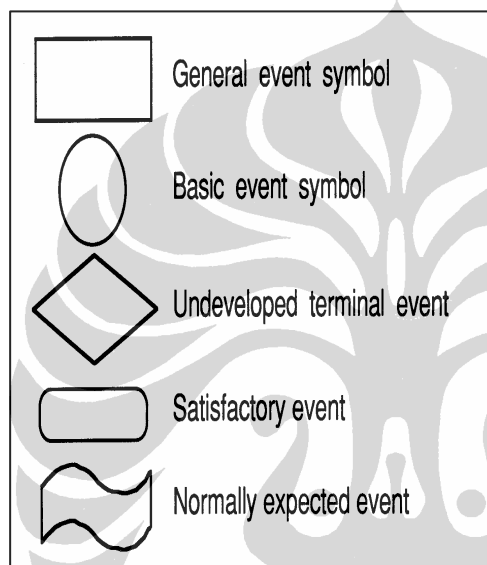 General event symbol
Basic event symbol
Undeveloped terminal event
Satisfactory event
Normally expected event